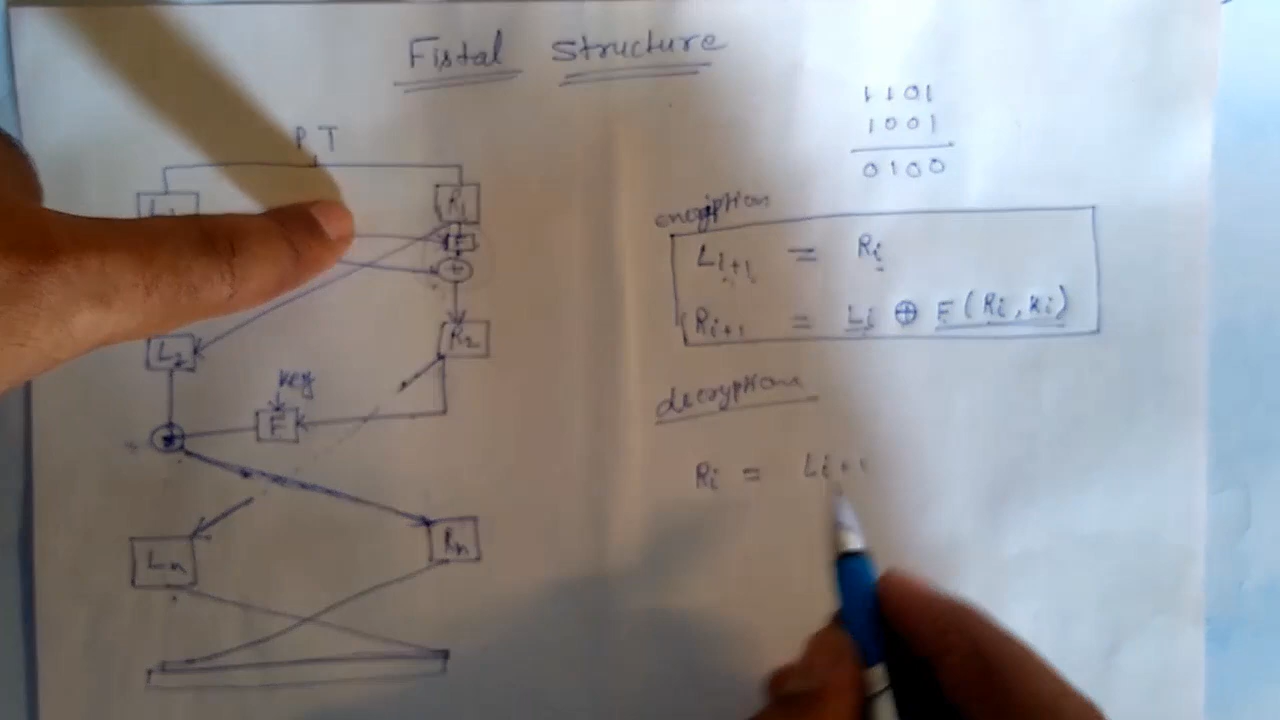 Fistal Structure
1101
1001
0100
PT
R1
F
+
L2
R2
key
F
+
Ln
Rn
encryption
Li+1 = Ri
Ri+1 = Li ⊕ F(Ri, Ki)
decryption
Ri = Li+1